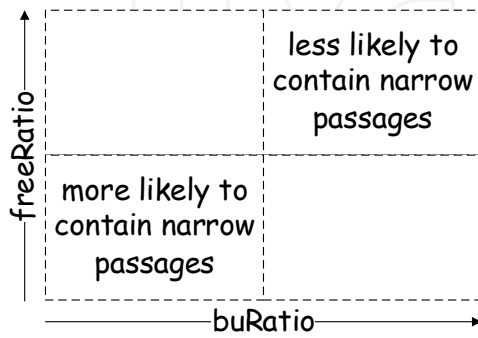 less likely to
contain narrow
passages
freeRatio
more likely to
contain narrow
passages
buRatio